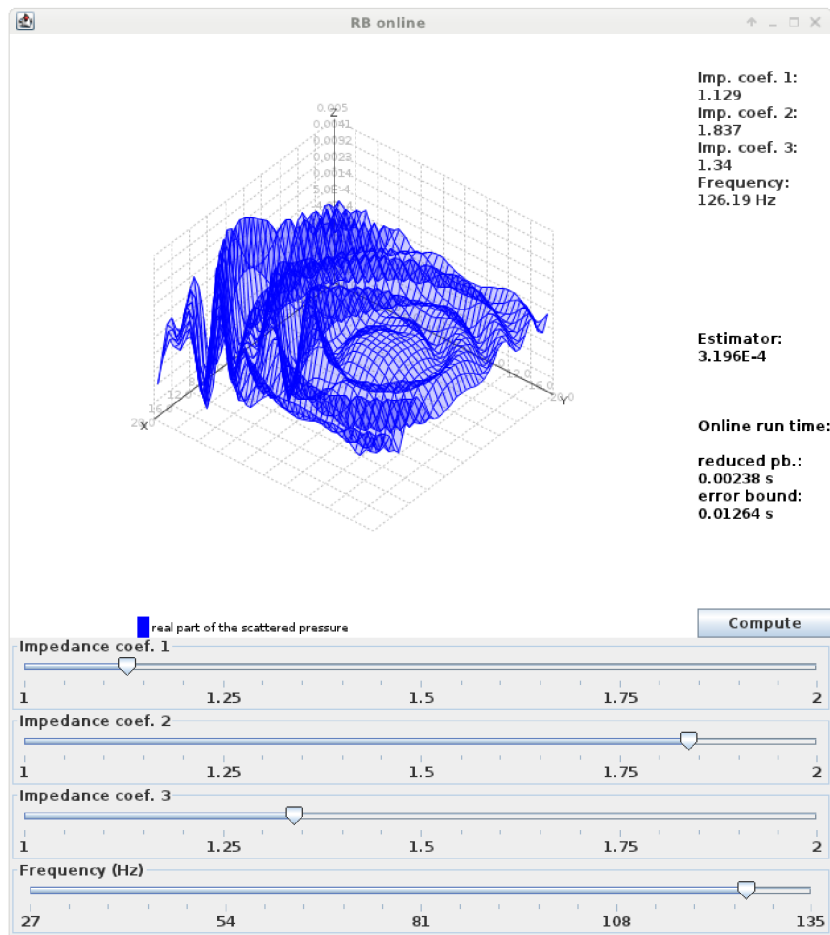 RB online
Imp. coef. 1:
1.129
Imp. coef. 2:
1.837
Imp. coef. 3:
1.34
Frequency:
126.19 Hz
0.005
Z
0.0041
0.0032
0.0023
0.0014
5.0E-4
X
Y
20.0
Estimator:
3.196E-4
Online run time:
reduced pb.:
0.00238 s
error bound:
0.01264 s
real part of the scattered pressure
Compute
Impedance coef. 1
1 1.25 1.5 1.75 2
Impedance coef. 2
1 1.25 1.5 1.75 2
Impedance coef. 3
1 1.25 1.5 1.75 2
Frequency (Hz)
27 54 81 108 135